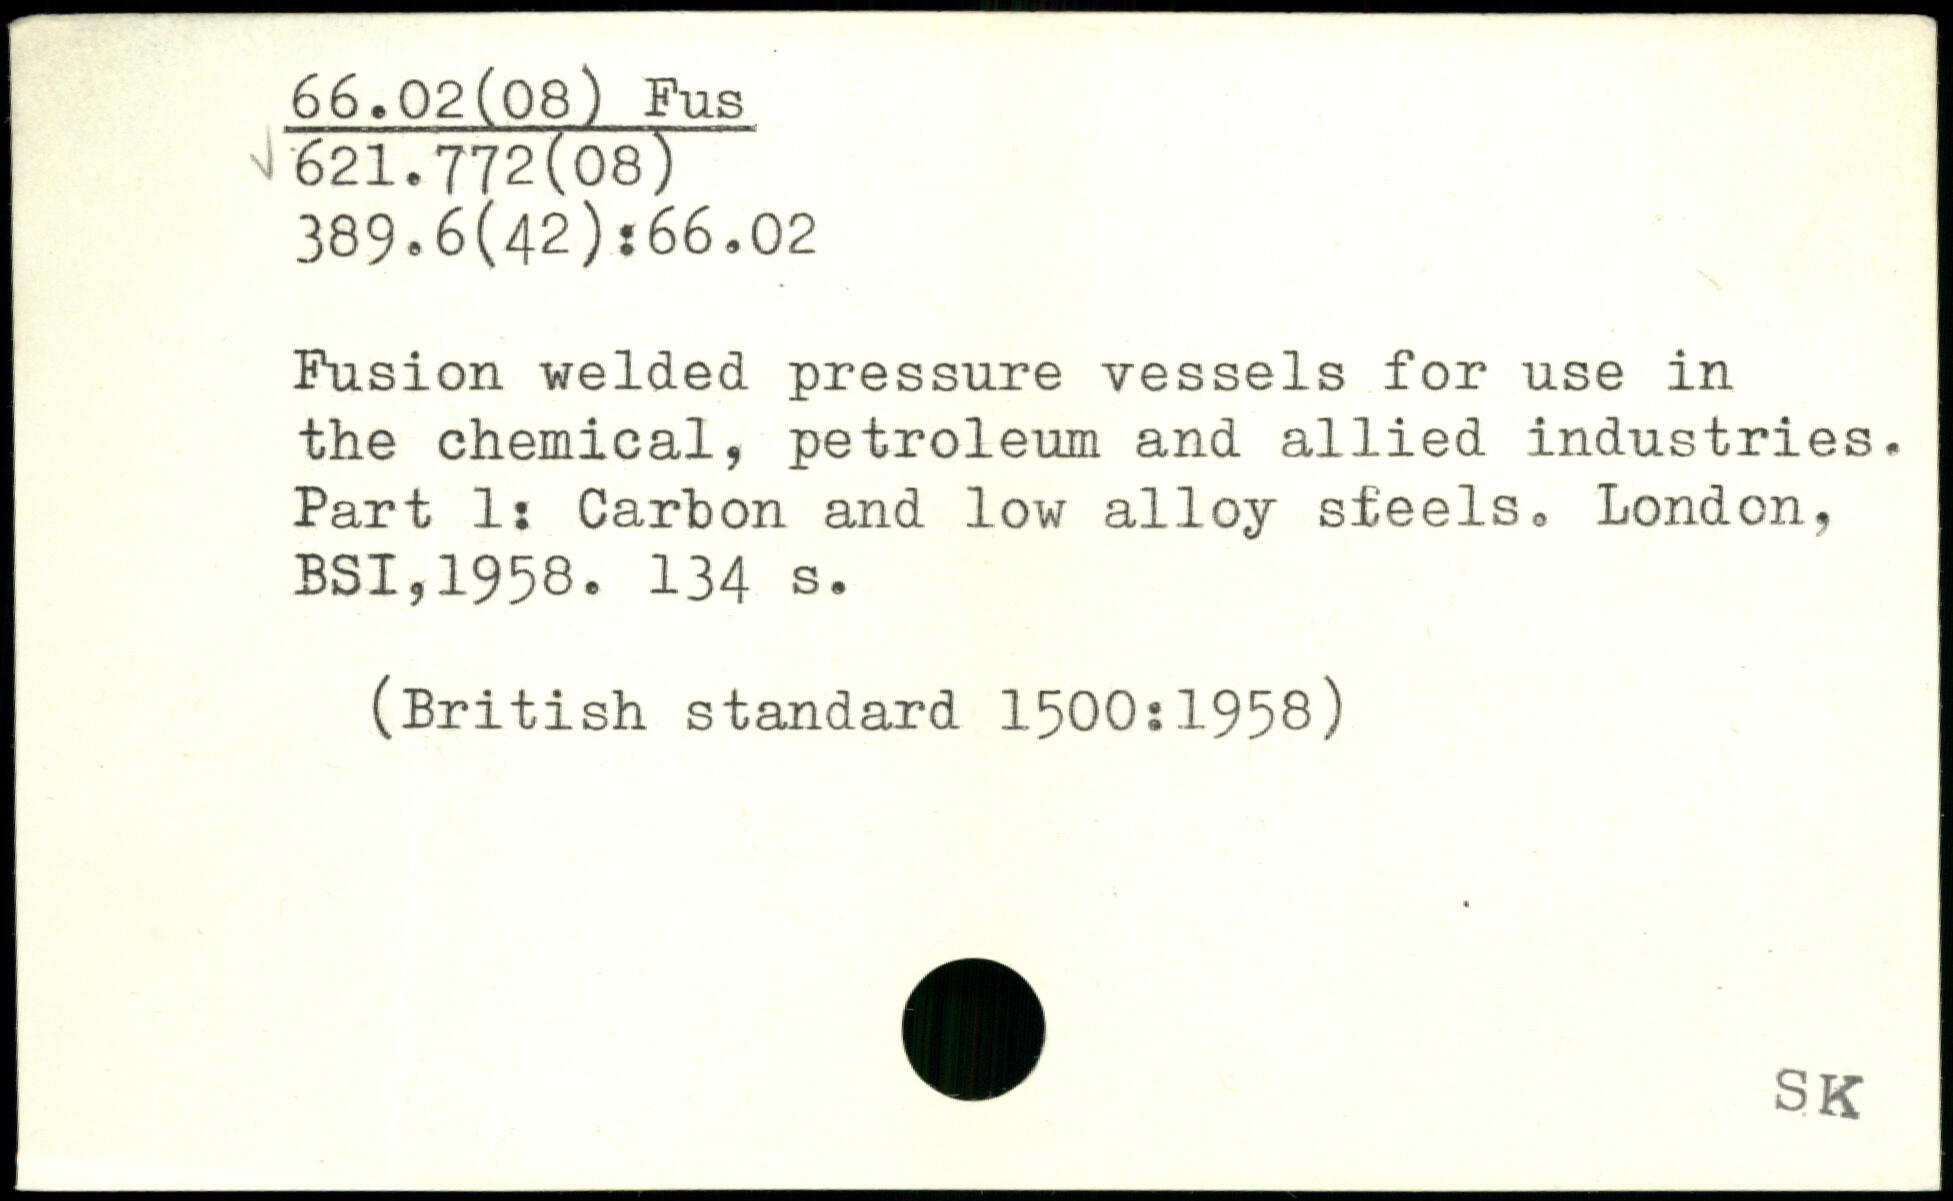 66.02(08) Fus
√ 621.772(08)
389.6(42):66.02
Fusion welded pressure vessels for use in
the chemical, petroleum and allied industries.
Part 1: Carbon and low alloy steels. London,
BSI,1958. 134 s.
(British standard 1500:1958)
SK